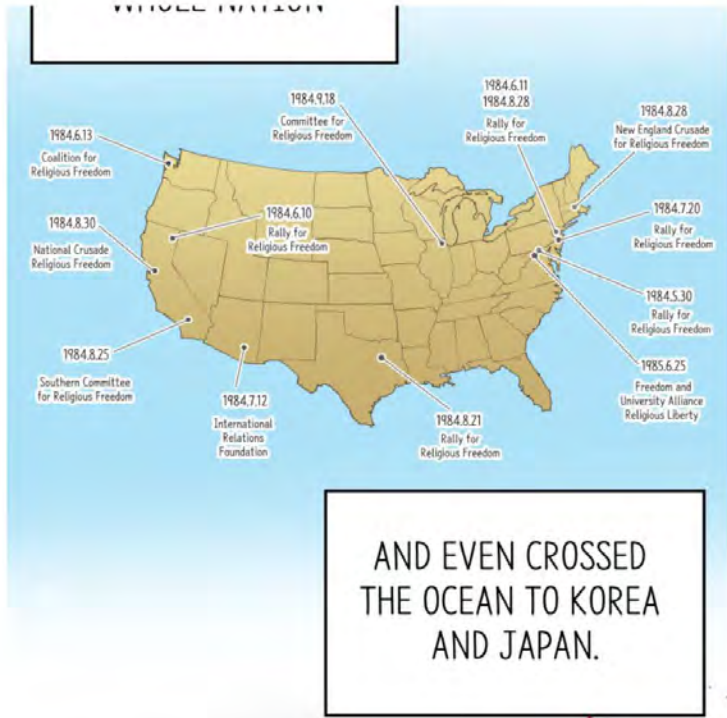 WHOLE NATION
1984.6.13
Coalition for
Religious Freedom
1984.9.18
Committee for
Religious Freedom
1984.6.11
1984.8.28
Rally for
Religious Freedom
1984.8.28
New England Crusade
for Religious Freedom
1984.8.30
National Crusade
Religious Freedom
1984.6.10
Rally for
Religious Freedom
1984.7.20
Rally for
Religious Freedom
1984.5.30
Rally for
Religious Freedom
1984.8.25
Southern Committee
for Religious Freedom
1984.7.12
International
Relations
Foundation
1984.8.21
Rally for
Religious Freedom
1985.6.25
Freedom and
University Alliance
Religious Liberty
AND EVEN CROSSED
THE OCEAN TO KOREA
AND JAPAN.